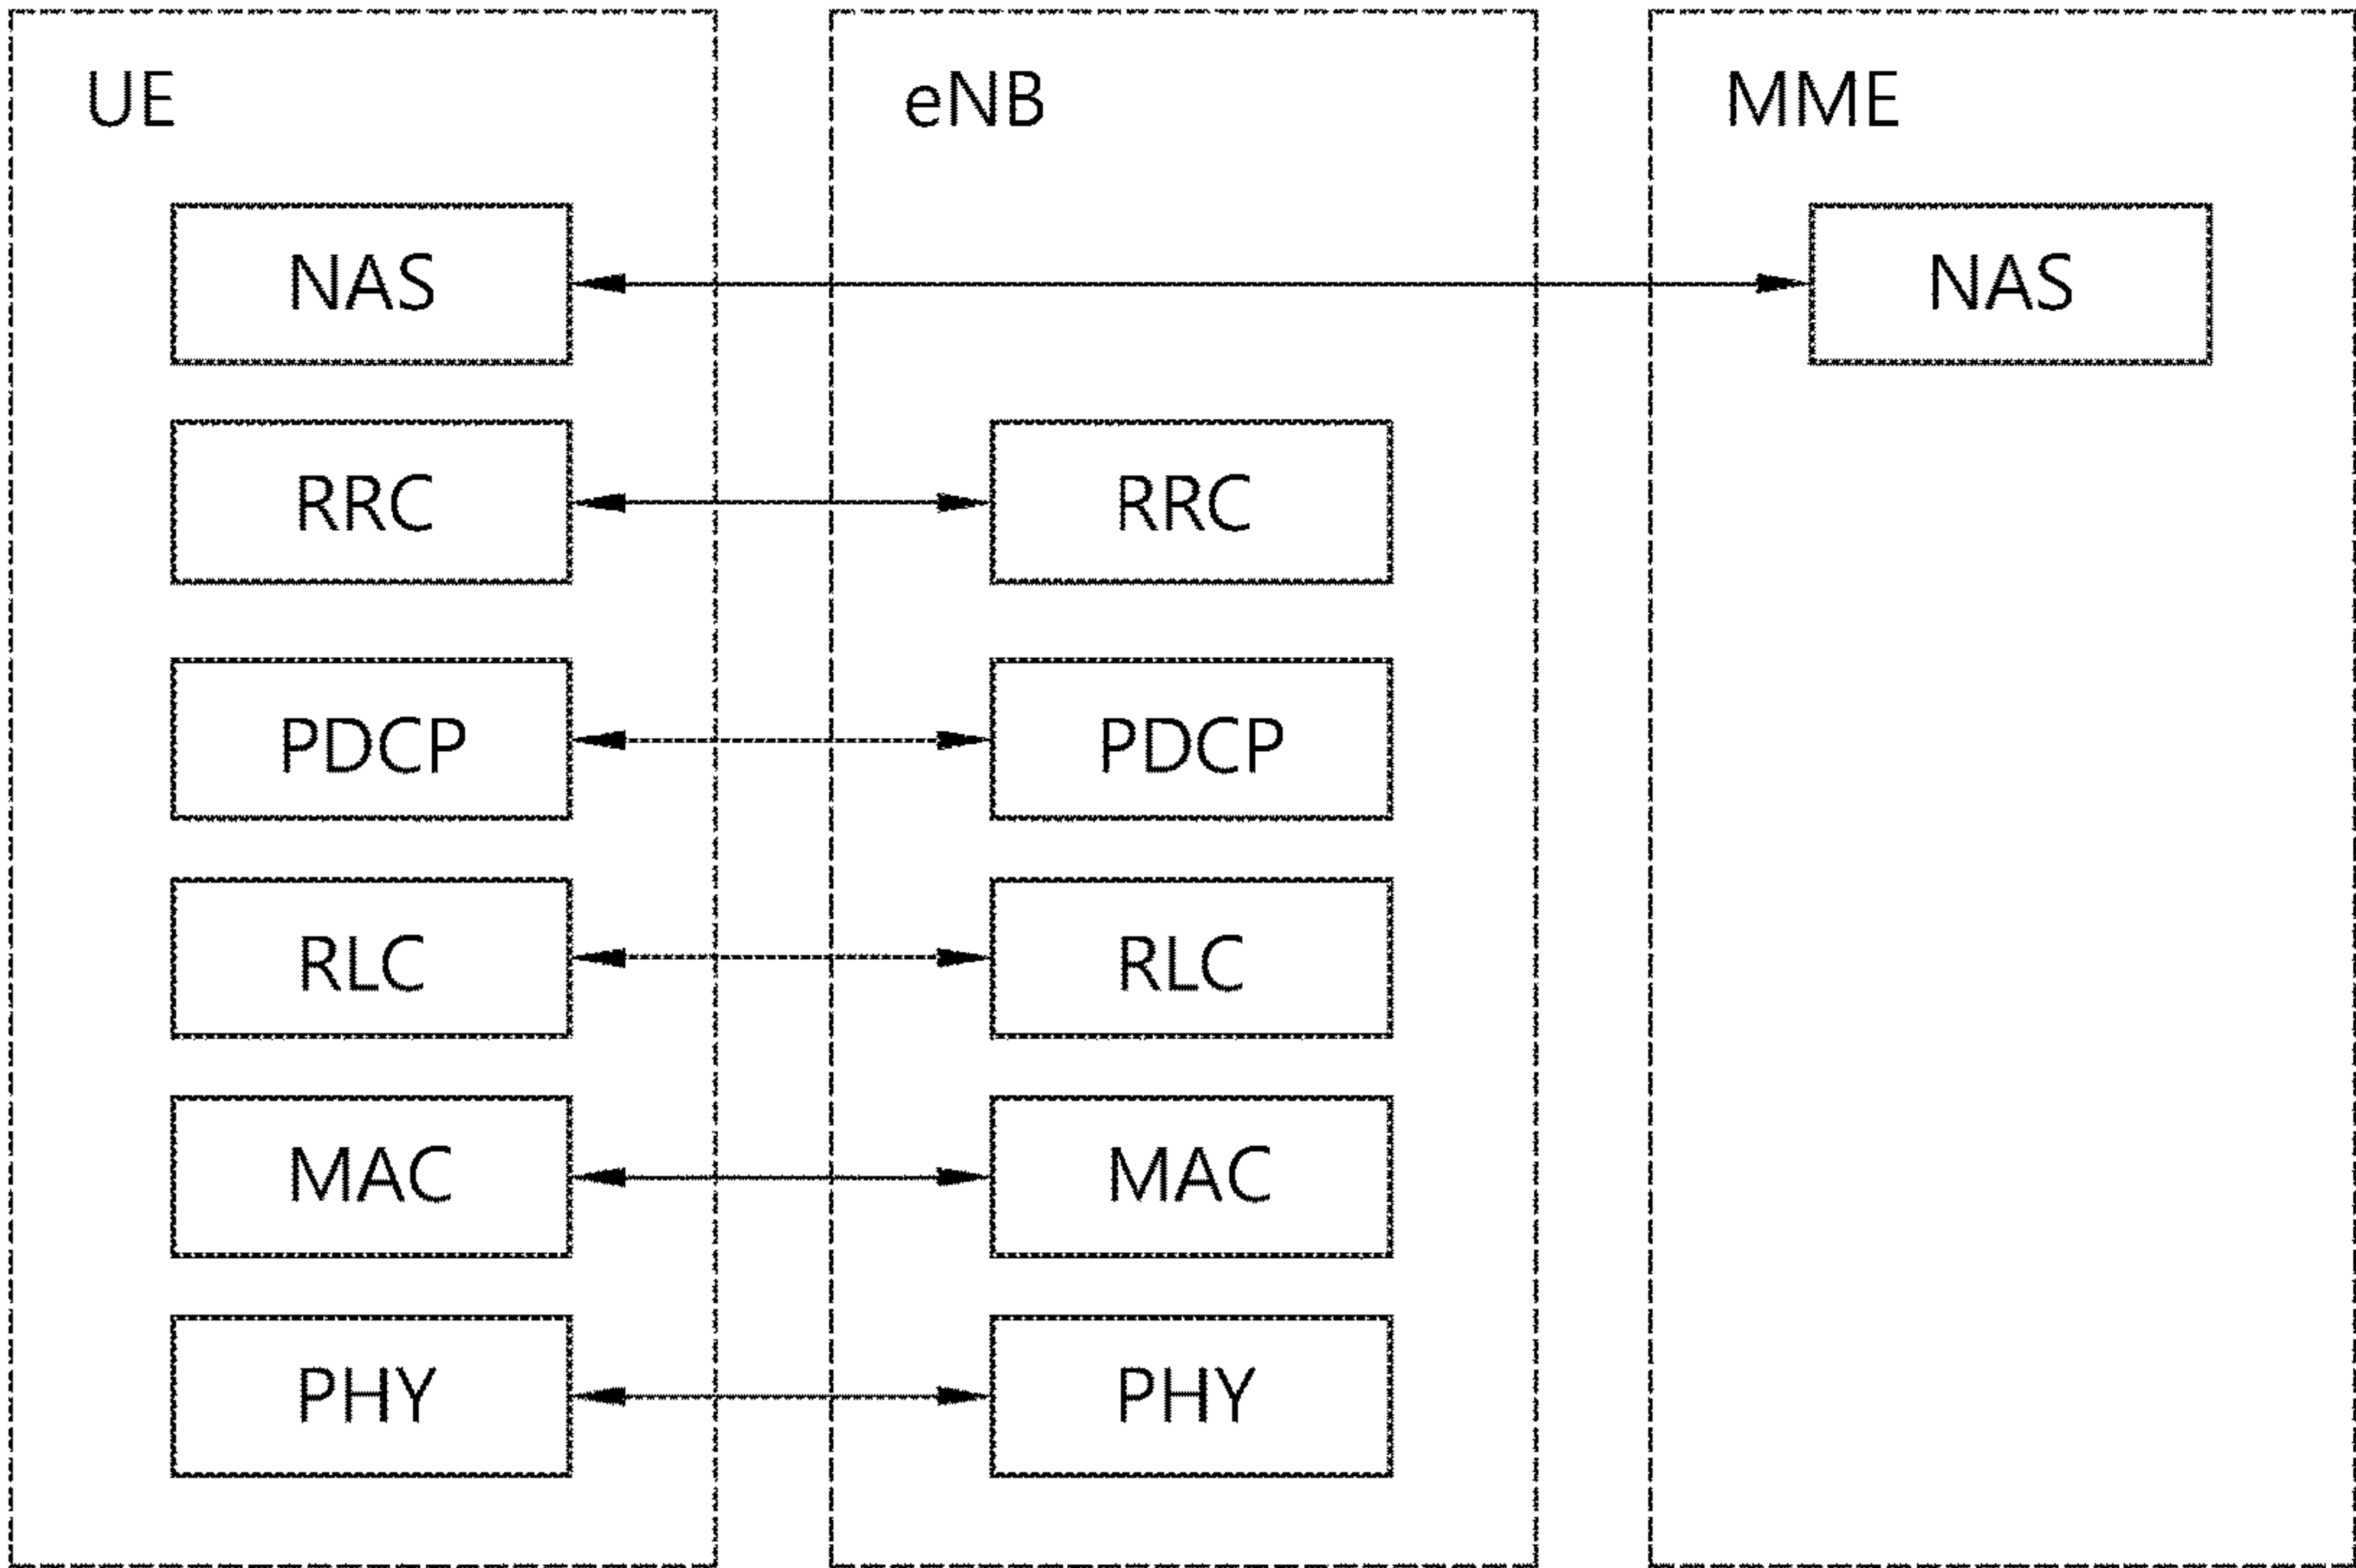 UE
eNB
MME
NAS
NAS
RRC
RRC
PDCP
PDCP
RLC
RLC
MAC
MAC
PHY
PHY